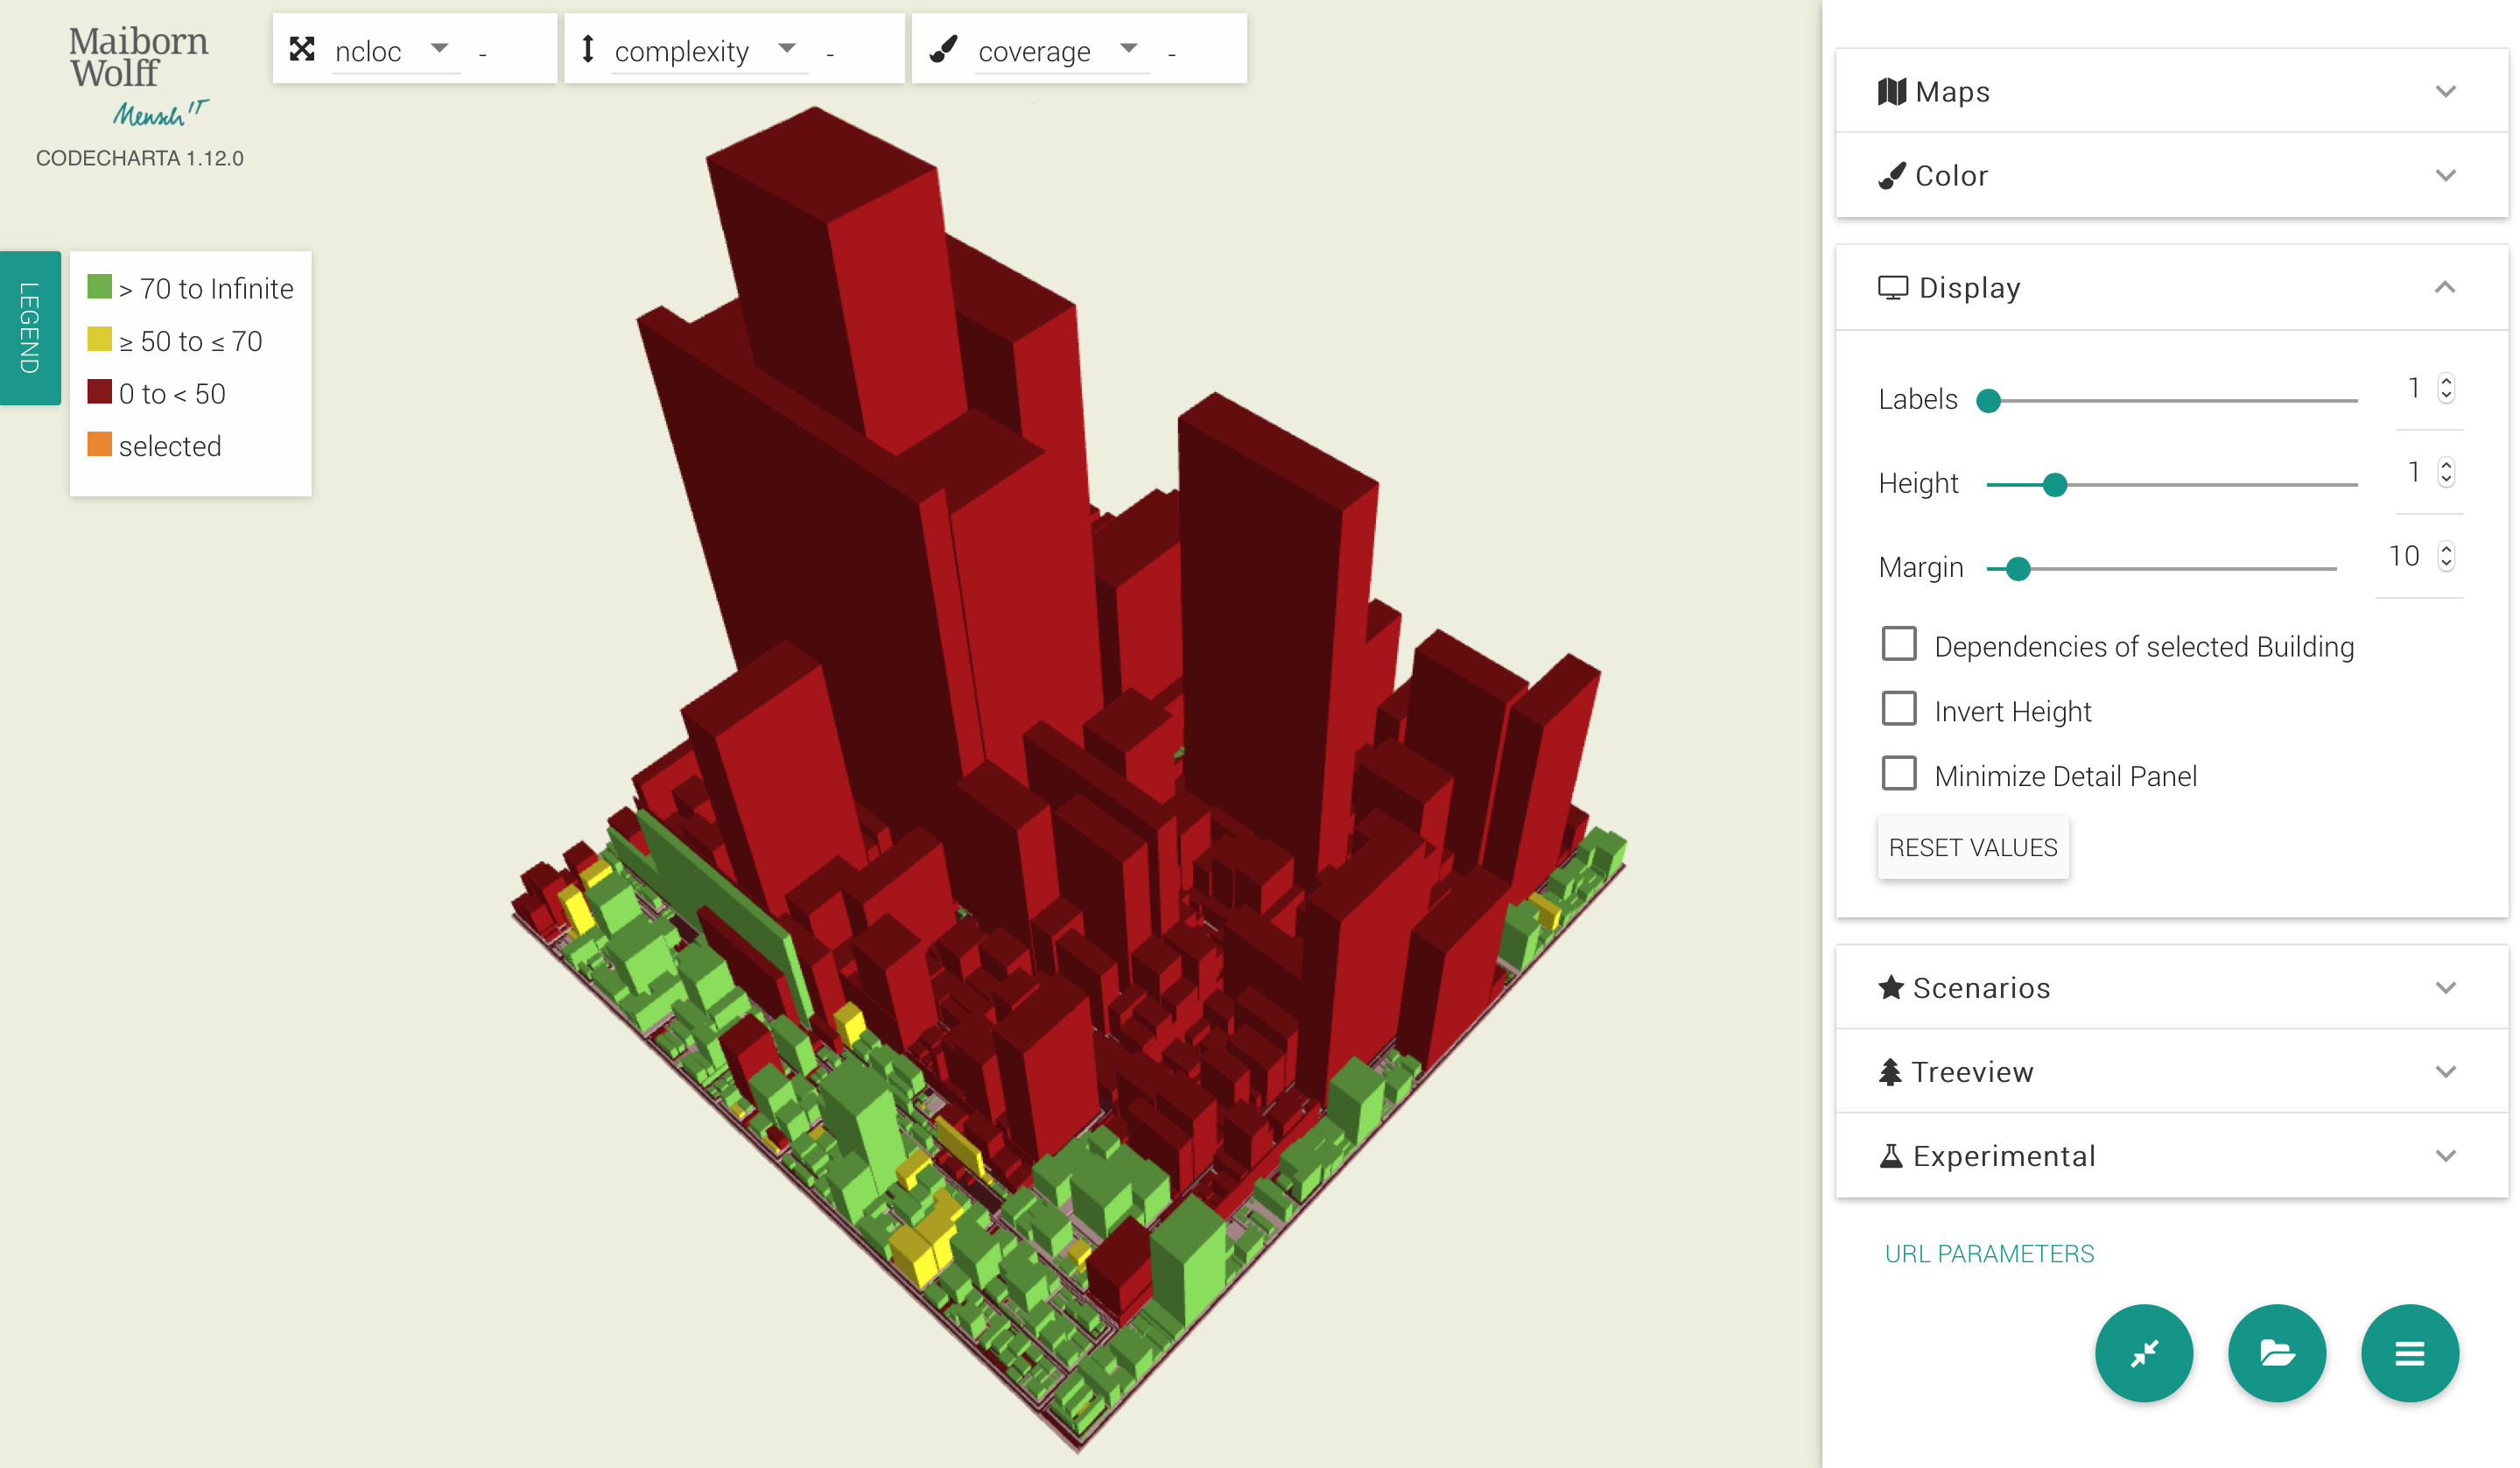 Maiborn
Wolff
Mensch IT
CODECHARTA 1.12.0
ncloc -
complexity -
coverage -
LEGEND
> 70 to Infinite
≥ 50 to ≤ 70
0 to < 50
selected
Maps
Color
Display
Labels 1
Height 1
Margin 10
Dependencies of selected Building
Invert Height
Minimize Detail Panel
RESET VALUES
Scenarios
Treeview
Experimental
URL PARAMETERS